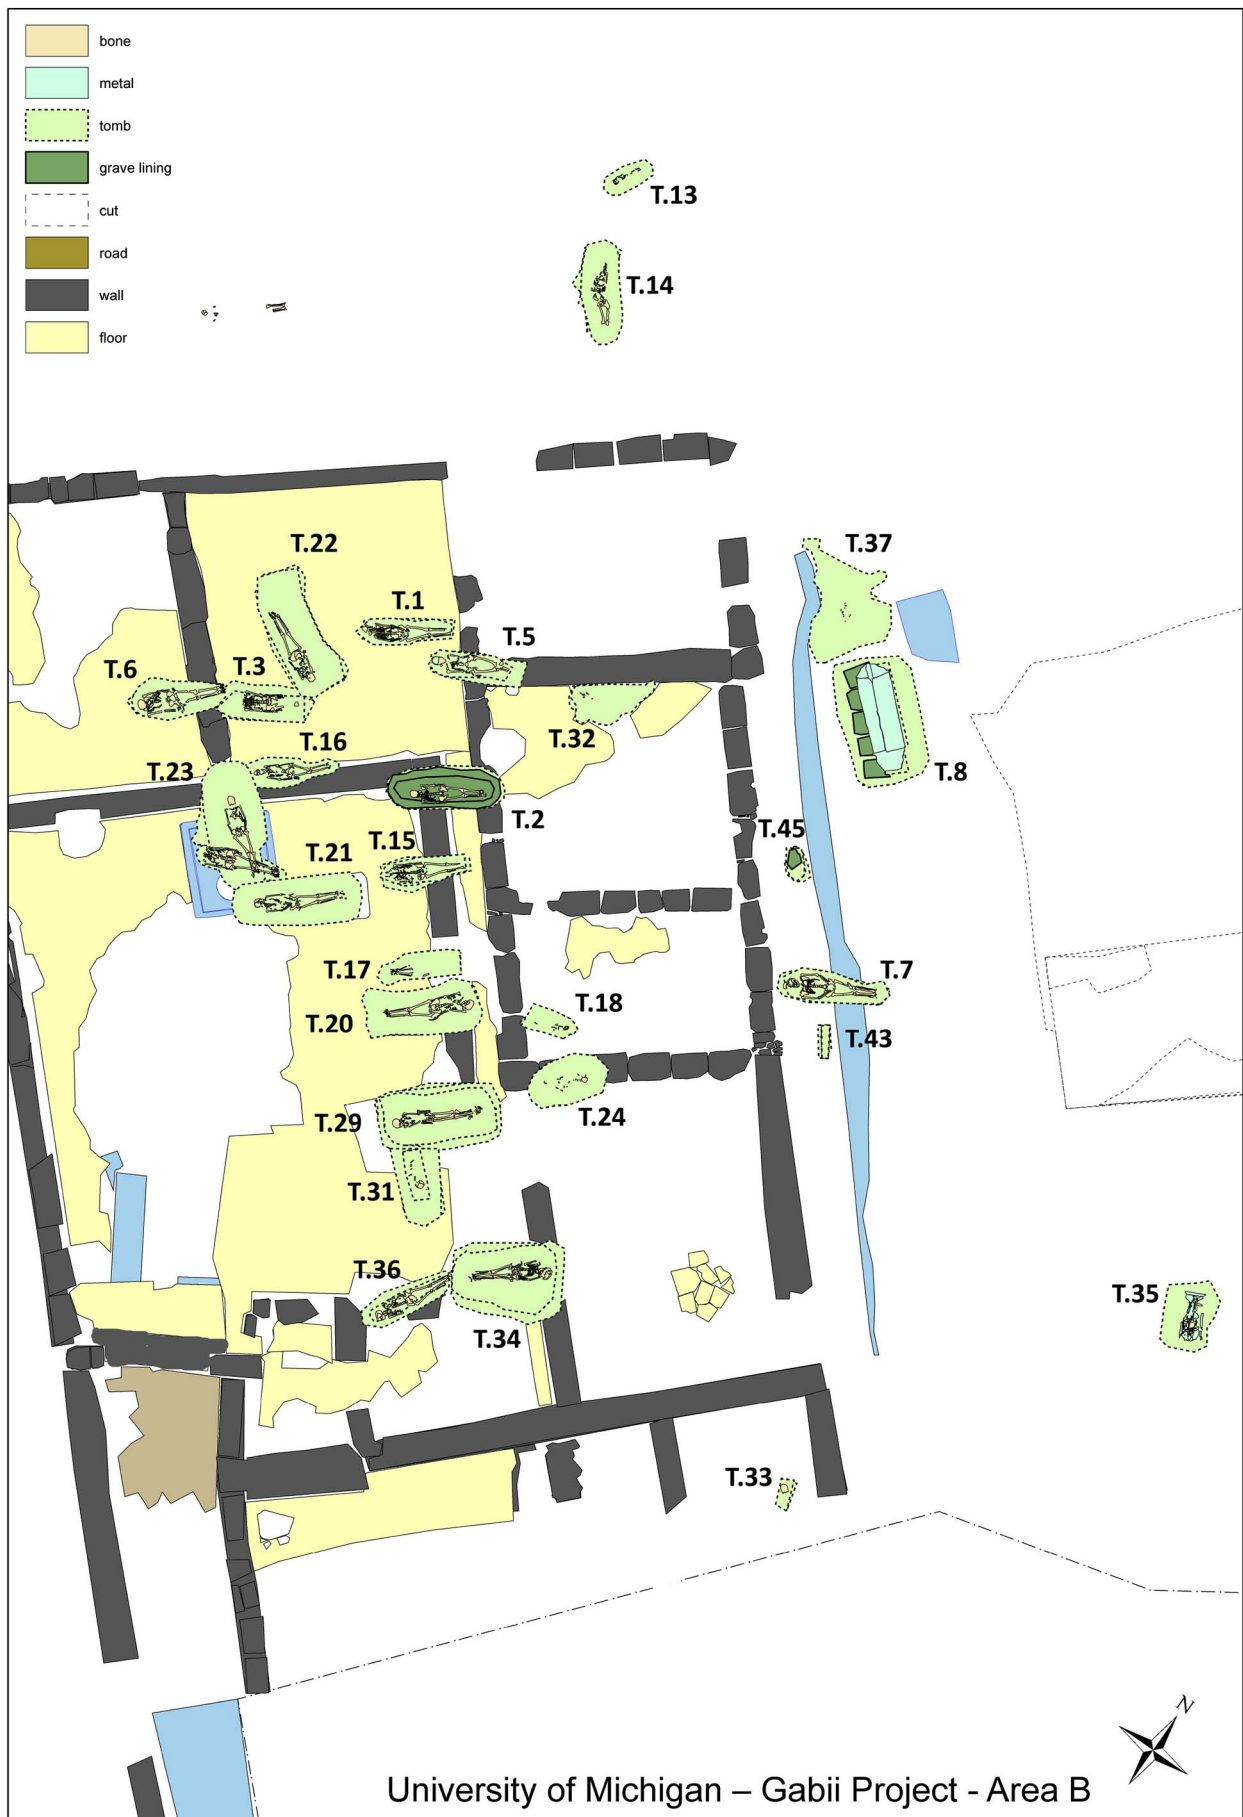 bone
metal
tomb
grave lining
cut
road
wall
floor
T.13
T.14
T.22
T.37
T.1
T.5
T.6
T.3
T.32
T.16
T.23
T.8
T.2
T.45
T.15
T.21
T.17
T.7
T.18
T.20
T.43
T.29
T.24
T.31
T.36
T.35
T.34
T.33
N
University of Michigan – Gabii Project - Area B